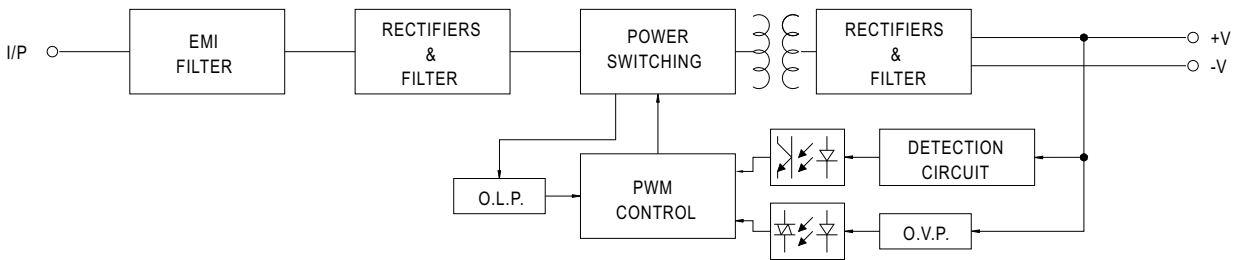 I/P
EMI
FILTER
RECTIFIERS
&
FILTER
POWER
SWITCHING
RECTIFIERS
&
FILTER
+V
-V
O.L.P.
PWM
CONTROL
DETECTION
CIRCUIT
O.V.P.